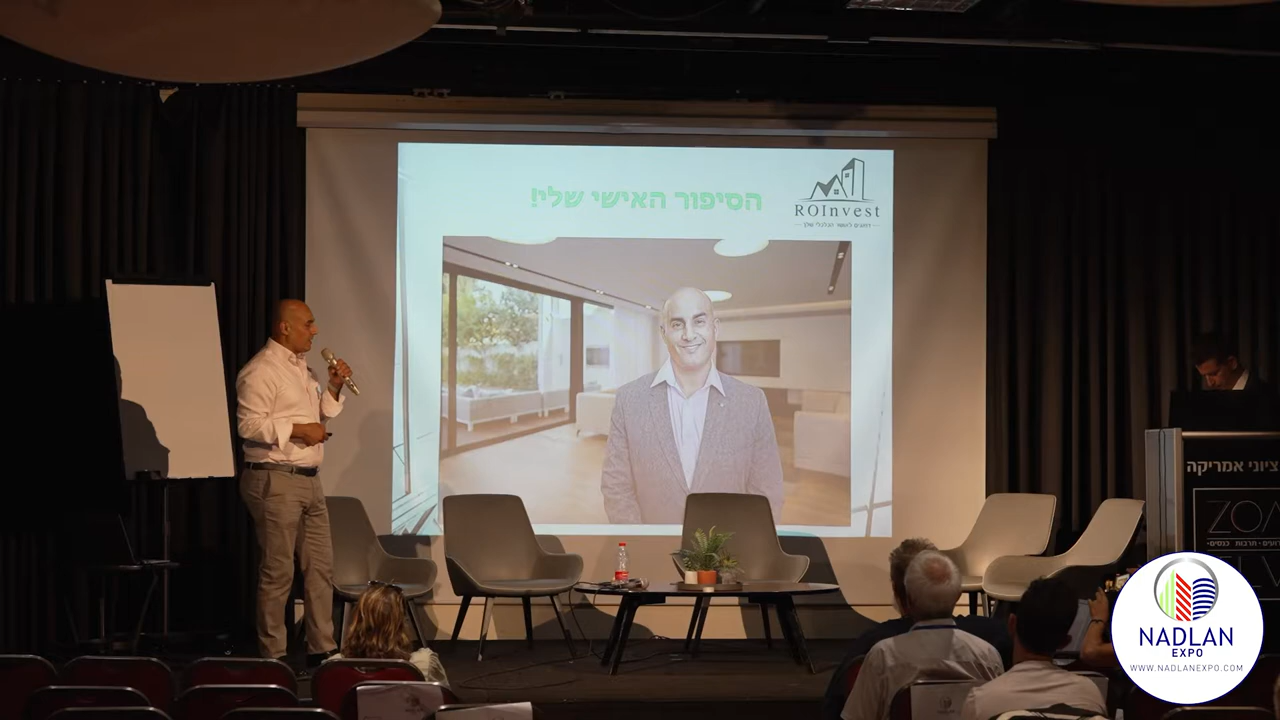 הסיפור האישי שלי!
ROINvest
ציוני אמריקה
ZOA
NADLAN
EXPO
WWW.NADLANEXPO.COM